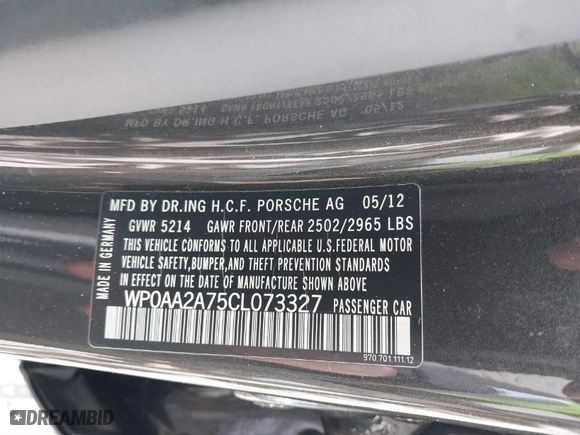 MFD BY DR.ING H.C.F. PORSCHE AG 05/12
GVWR 5214 GAWR FRONT/REAR 2502/2965 LBS
THIS VEHICLE CONFORMS TO ALL APPLICABLE U.S.FEDERAL MOTOR
VEHICLE SAFETY,BUMPER,AND THEFT PREVENTION STANDARDS
IN EFFECT ON THE DATE OF MANUFACTURE SHOWN ABOVE.
WP0AA2A75CL073327 PASSENGER CAR
MADE IN GERMANY
970.701.111.12
DREAMBID